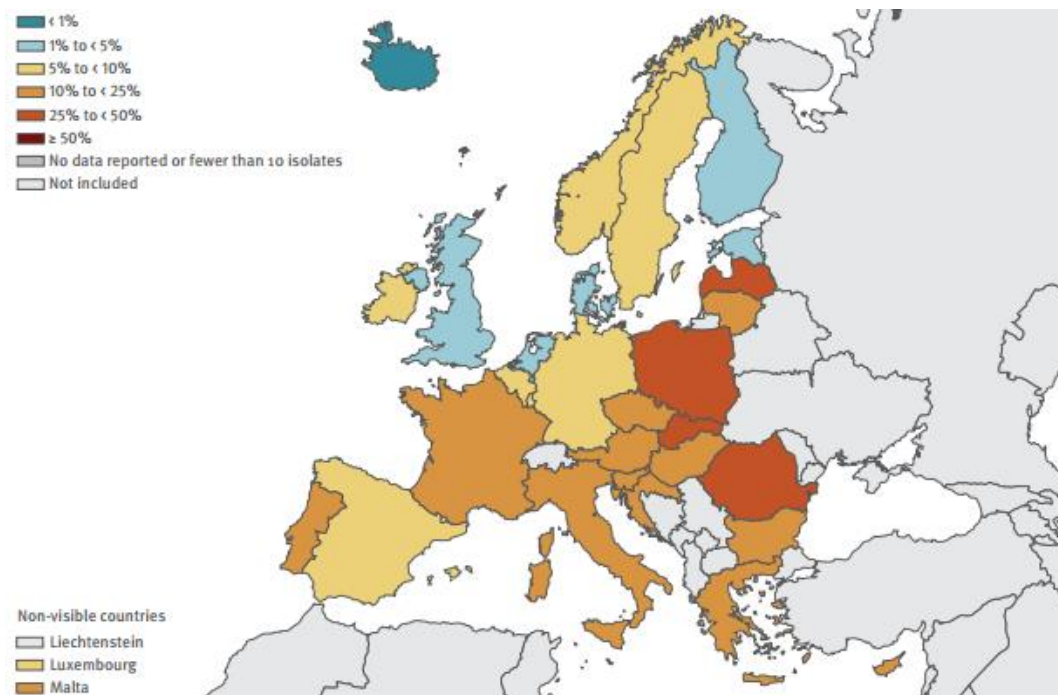 < 1%
1% to < 5%
5% to < 10%
10% to < 25%
25% to < 50%
≥ 50%
No data reported or fewer than 10 isolates
Not included
Non-visible countries
Liechtenstein
Luxembourg
Malta